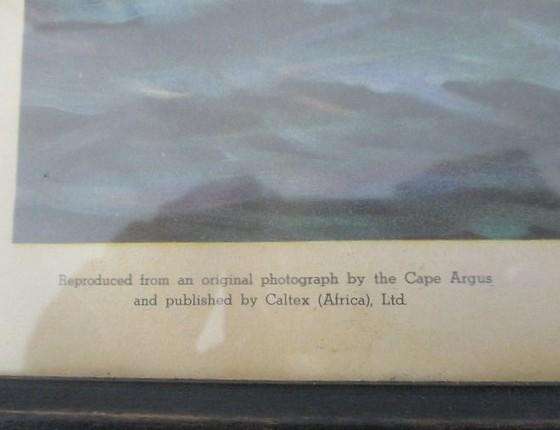 Reproduced from an original photograph by the Cape Argus
and published by Caltex (Africa), Ltd.